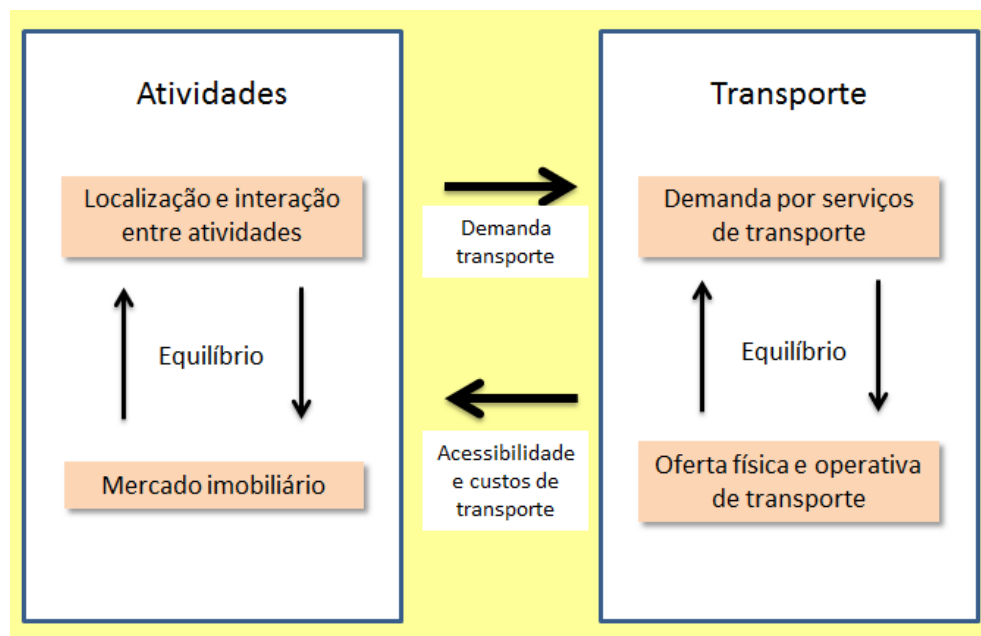 Atividades
Localização e interação
entre atividades
Equilíbrio
Mercado imobiliário
Demanda
transporte
Acessibilidade
e custos de
transporte
Transporte
Demanda por serviços
de transporte
Equilíbrio
Oferta física e operativa
de transporte